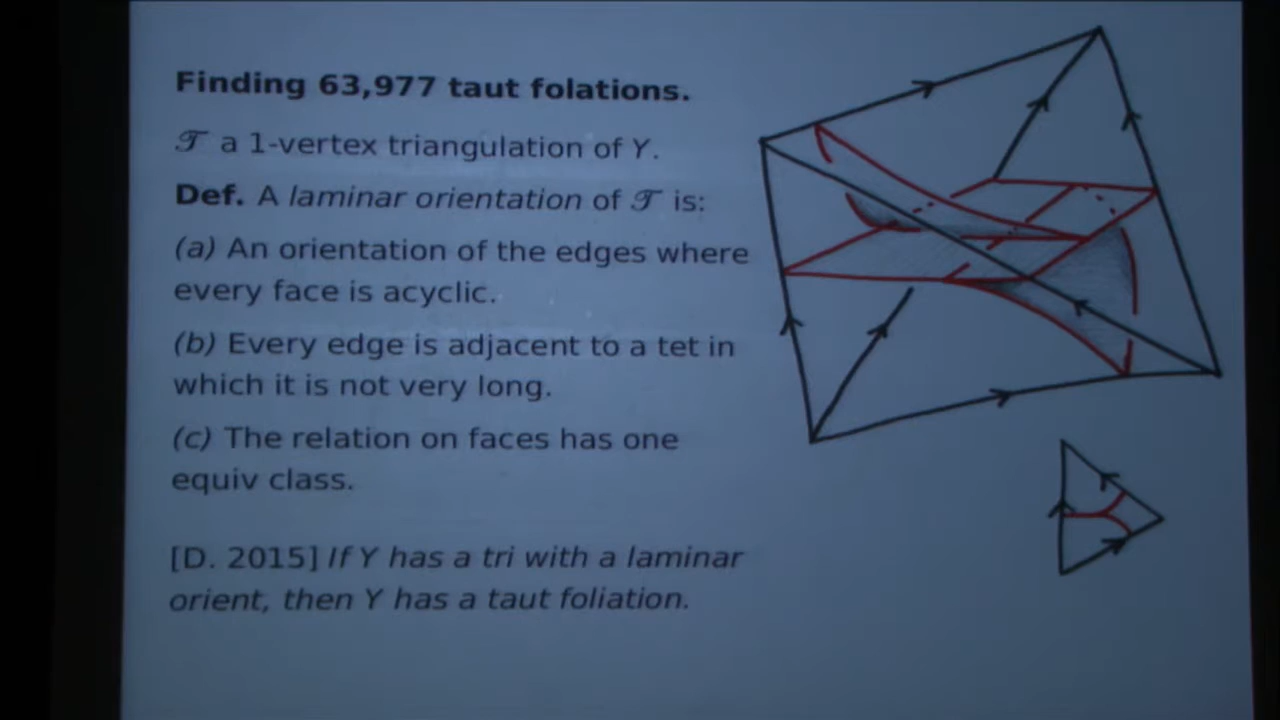 Finding 63,977 taut folations.
𝒯 a 1-vertex triangulation of Y.
Def. A laminar orientation of 𝒯 is:
(a) An orientation of the edges where
every face is acyclic.
(b) Every edge is adjacent to a tet in
which it is not very long.
(c) The relation on faces has one
equiv class.
[D. 2015] If Y has a tri with a laminar
orient, then Y has a taut foliation.